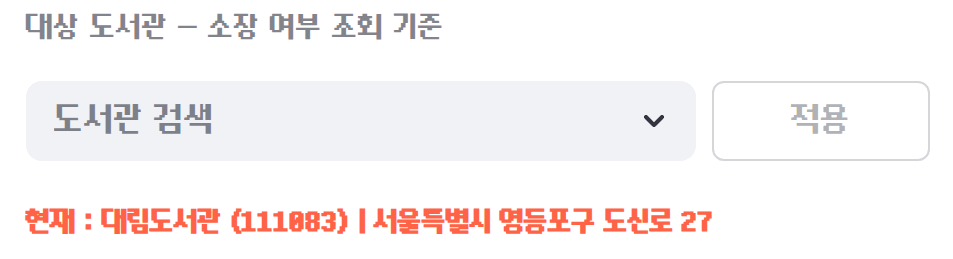 대상 도서관 – 소장 여부 조회 기준
도서관 검색
적용
현재 : 대림도서관 (111083) | 서울특별시 영등포구 도신로 27